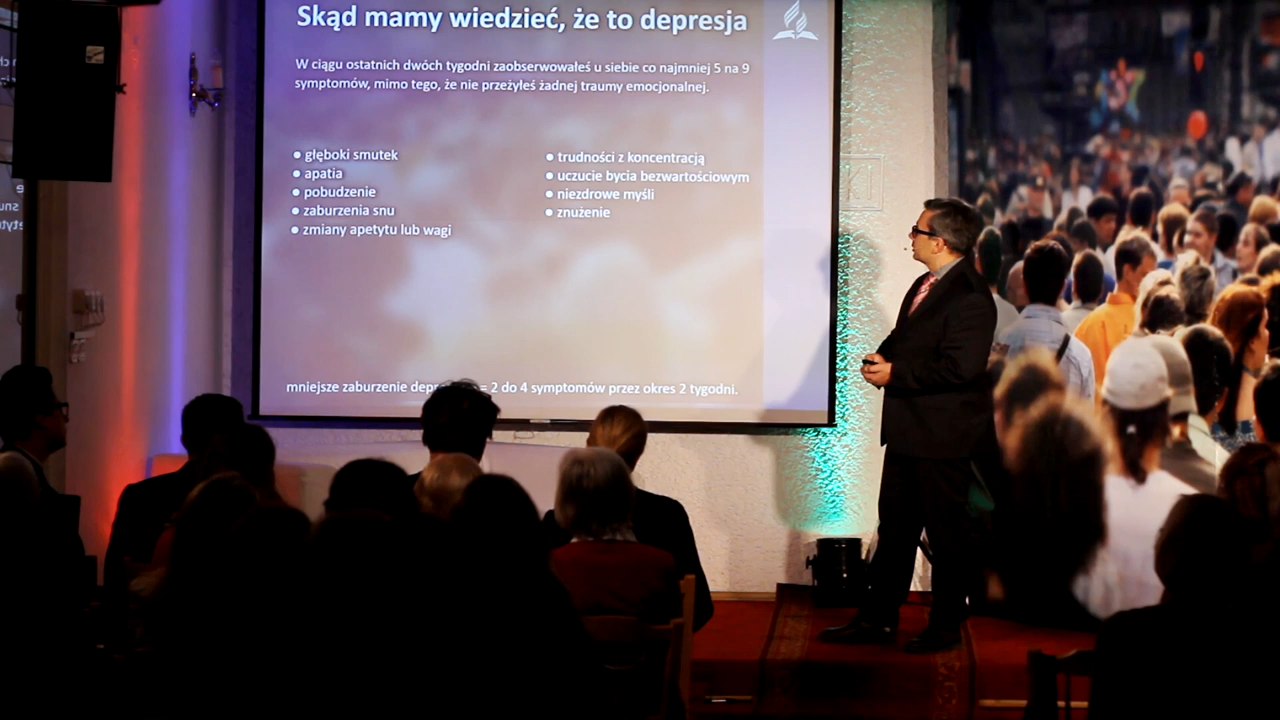 Skąd mamy wiedzieć, że to depresja
W ciągu ostatnich dwóch tygodni zaobserwowałeś u siebie co najmniej 5 na 9
symptomów, mimo tego, że nie przeżyłeś żadnej traumy emocjonalnej.
• głęboki smutek
• apatia
• pobudzenie
• zaburzenia snu
• zmiany apetytu lub wagi
• trudności z koncentracją
• uczucie bycia bezwartościowym
• niezdrowe myśli
• znużenie
mniejsze zaburzenie = 2 do 4 symptomów przez okres 2 tygodni.